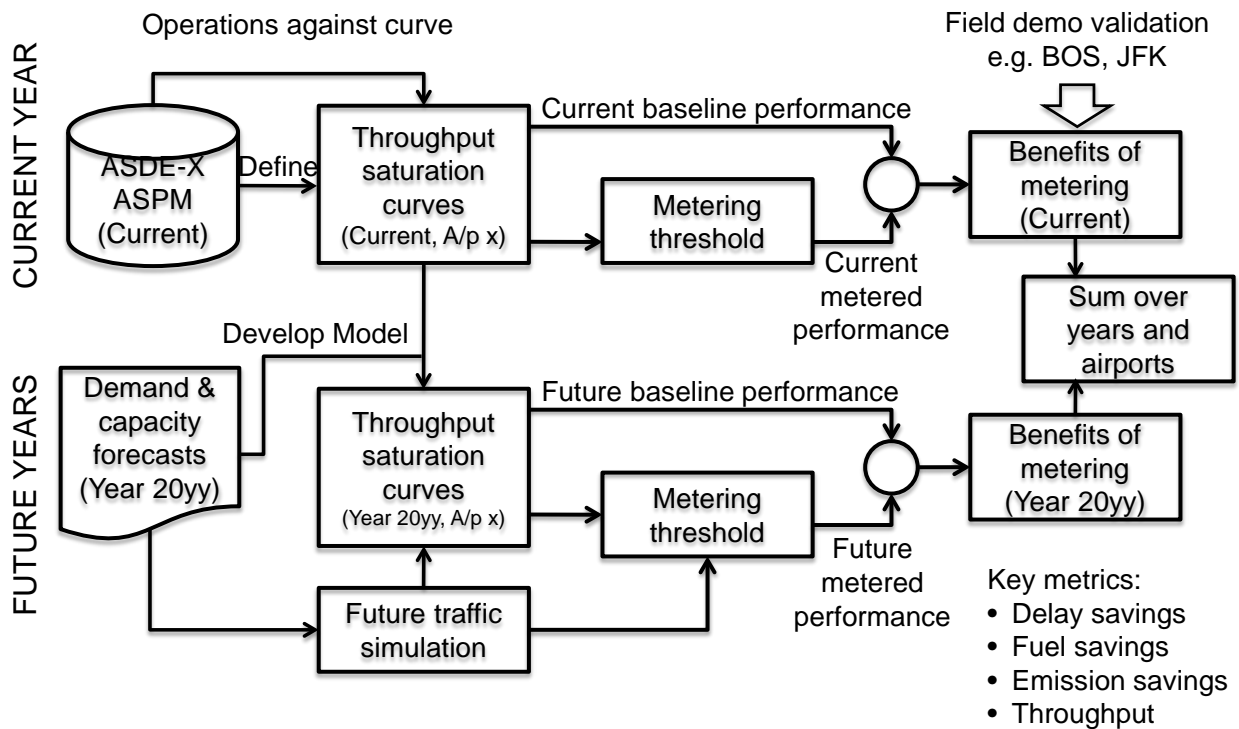 Operations against curve
Field demo validation
e.g. BOS, JFK
CURRENT YEAR
ASDE-X
ASPM
(Current)
Define
Throughput
saturation
curves
(Current, A/p x)
Current baseline performance
Metering
threshold
Current
metered
performance
Benefits of
metering
(Current)
Sum over
years and
airports
Develop Model
FUTURE YEARS
Demand &
capacity
forecasts
(Year 20yy)
Throughput
saturation
curves
(Year 20yy, A/p x)
Future baseline performance
Metering
threshold
Future
metered
performance
Benefits of
metering
(Year 20yy)
Future traffic
simulation
Key metrics:
• Delay savings
• Fuel savings
• Emission savings
• Throughput